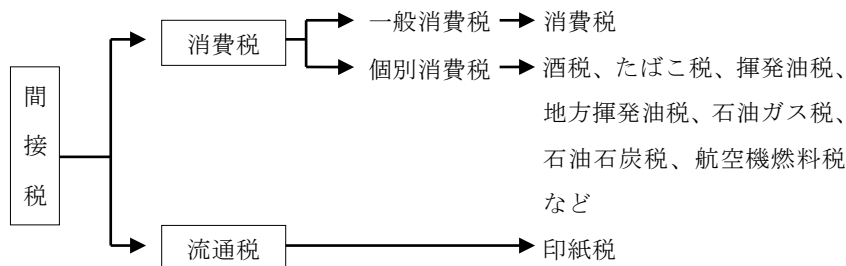 間接税
消費税
一般消費税
消費税
個別消費税
酒税、たばこ税、揮発油税、
地方揮発油税、石油ガス税、
石油石炭税、航空機燃料税
など
流通税
印紙税